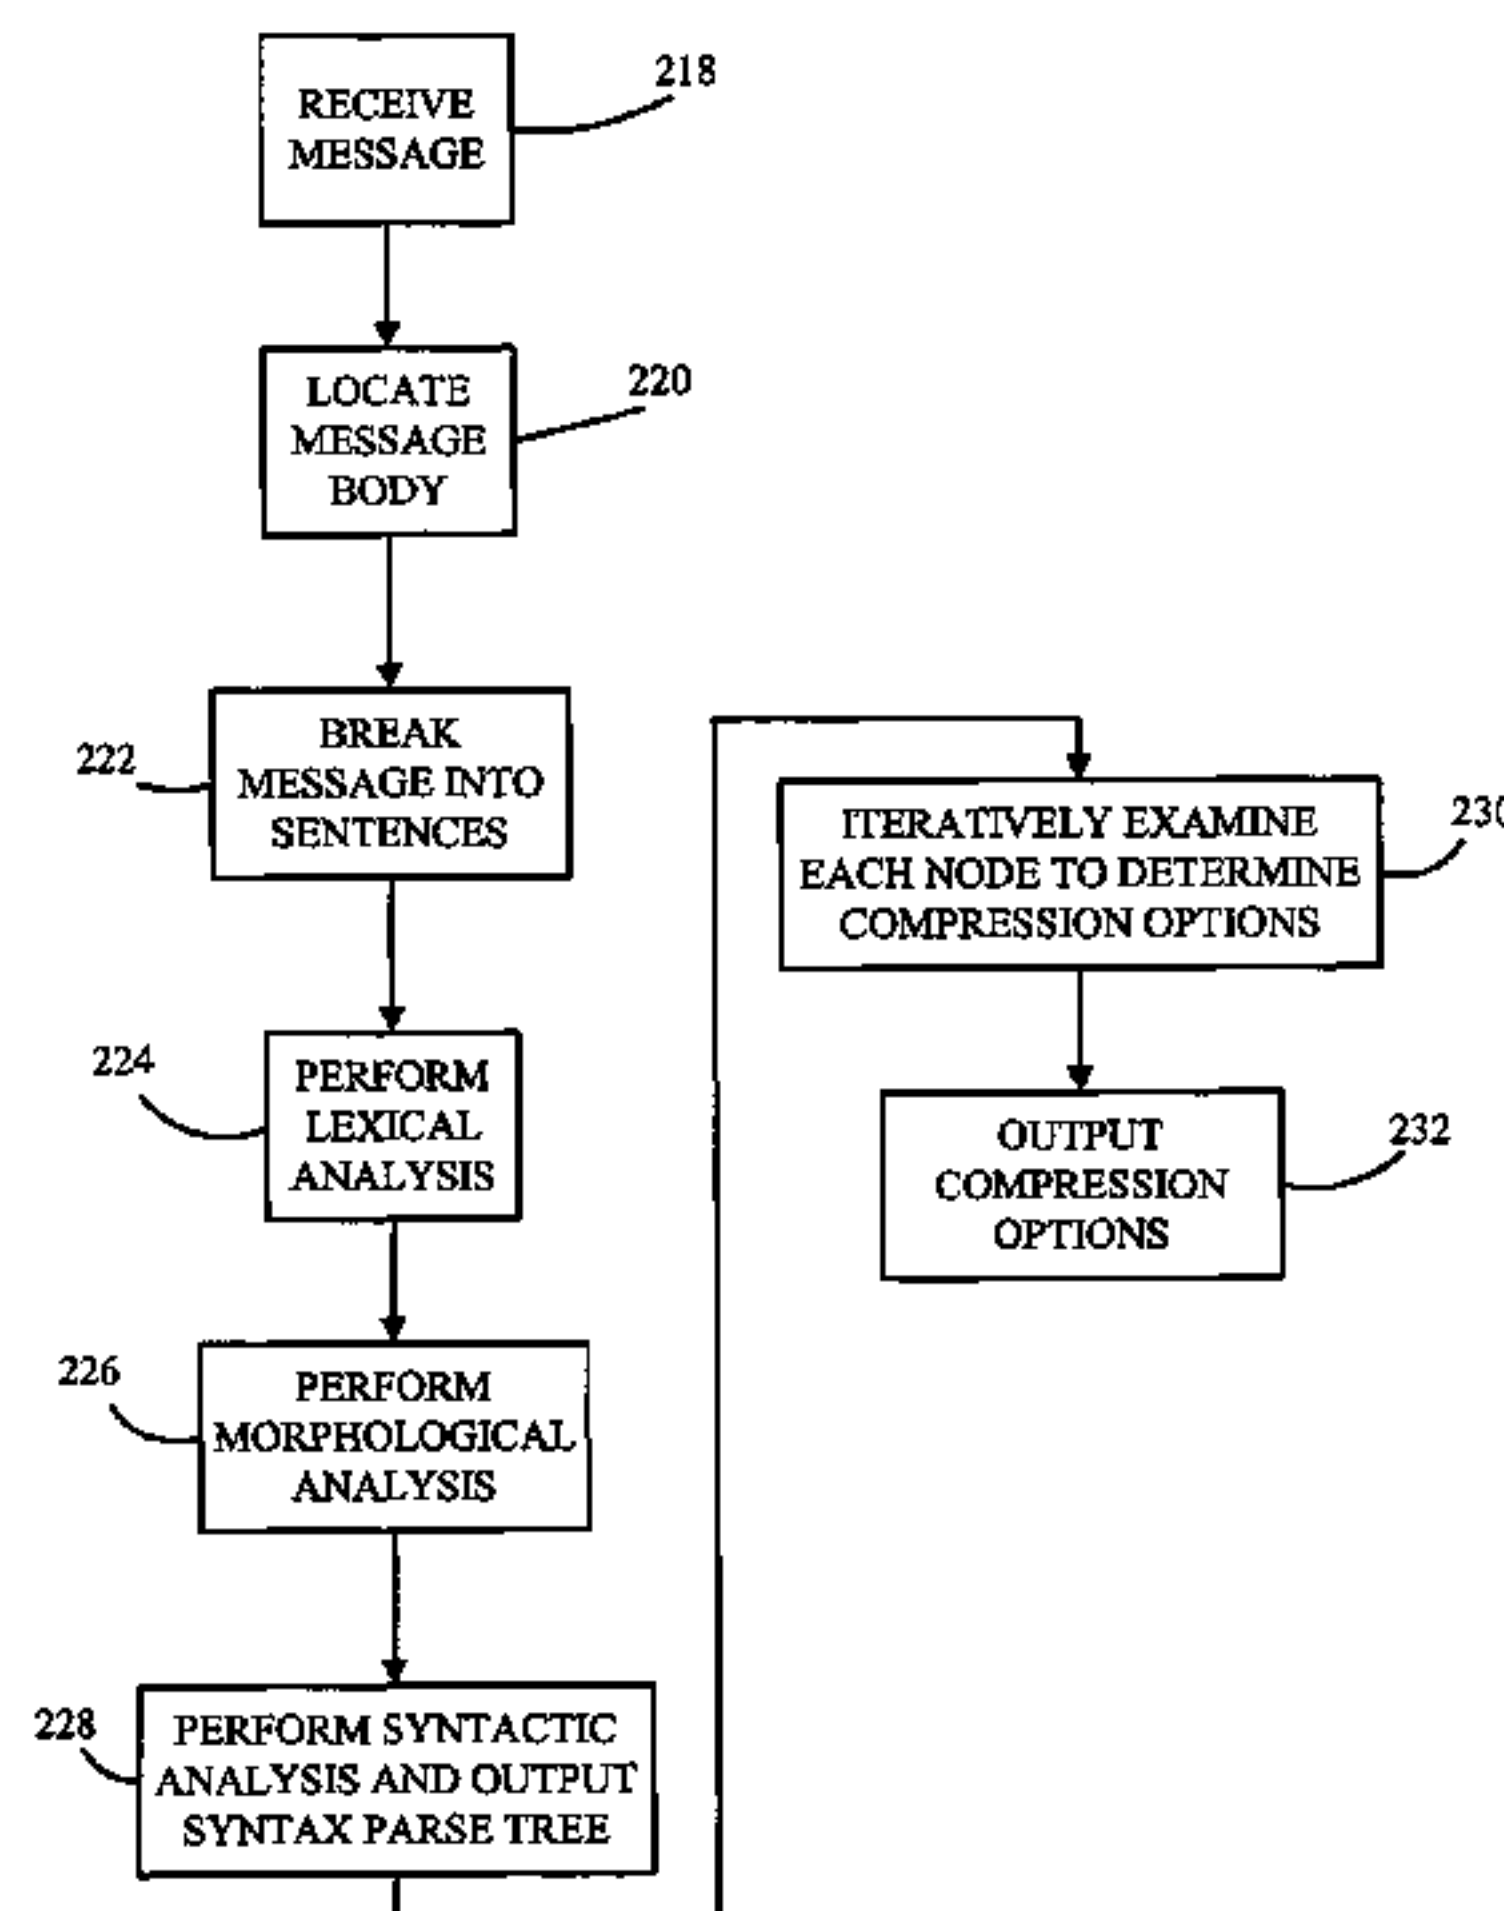 RECEIVE
MESSAGE
218
LOCATE
MESSAGE
BODY
220
BREAK
MESSAGE INTO
SENTENCES
222
PERFORM
LEXICAL
ANALYSIS
224
PERFORM
MORPHOLOGICAL
ANALYSIS
226
PERFORM SYNTACTIC
ANALYSIS AND OUTPUT
SYNTAX PARSE TREE
228
ITERATIVELY EXAMINE
EACH NODE TO DETERMINE
COMPRESSION OPTIONS
230
OUTPUT
COMPRESSION
OPTIONS
232